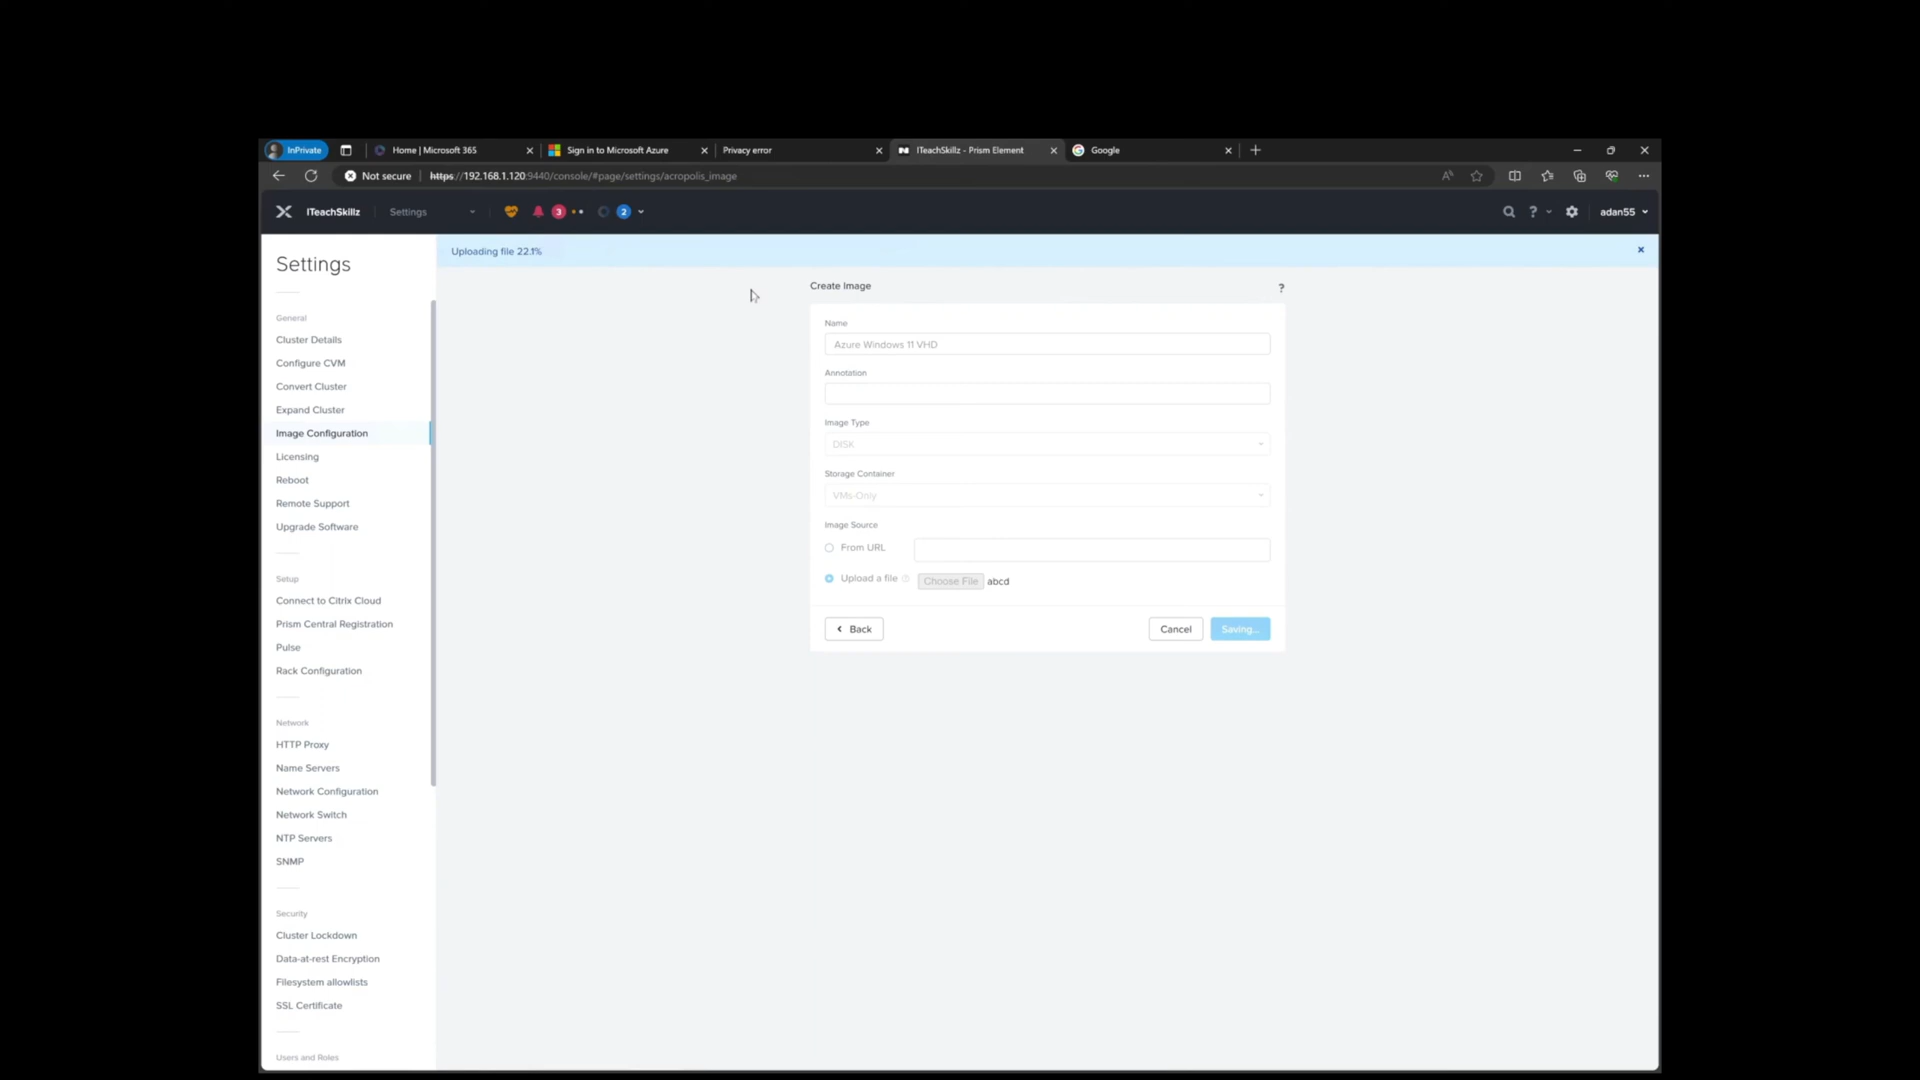 InPrivate
Home | Microsoft 365
Sign in to Microsoft Azure
Privacy error
ITeachSkillz - Prism Element
Google
Not secure
https://192.168.1.120:9440/console/#page/settings/acropolis_image
ITeachSkillz
Settings
3
2
?
adan55
Settings
Uploading file 22.1%
Create Image
?
General
Cluster Details
Configure CVM
Convert Cluster
Expand Cluster
Image Configuration
Licensing
Reboot
Remote Support
Upgrade Software
Setup
Connect to Citrix Cloud
Prism Central Registration
Pulse
Rack Configuration
Network
HTTP Proxy
Name Servers
Network Configuration
Network Switch
NTP Servers
SNMP
Security
Cluster Lockdown
Data-at-rest Encryption
Filesystem allowlists
SSL Certificate
Users and Roles
Name
Azure Windows 11 VHD
Annotation
Image Type
DISK
Storage Container
VMs-Only
Image Source
From URL
Upload a file
Choose File abcd
Back
Cancel
Saving...